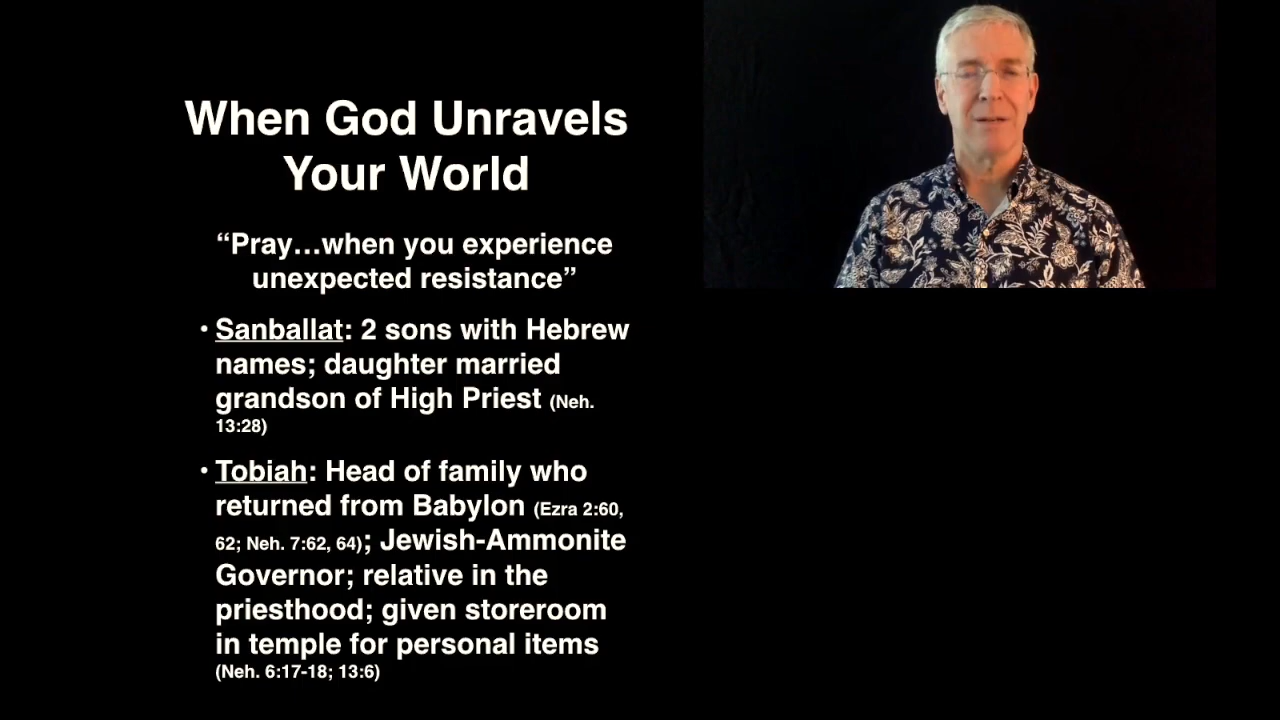 When God Unravels
Your World
“Pray...when you experience
unexpected resistance”
• Sanballat: 2 sons with Hebrew
names; daughter married
grandson of High Priest (Neh.
13:28)
• Tobiah: Head of family who
returned from Babylon (Ezra 2:60,
62; Neh. 7:62, 64); Jewish-Ammonite
Governor; relative in the
priesthood; given storeroom
in temple for personal items
(Neh. 6:17-18; 13:6)